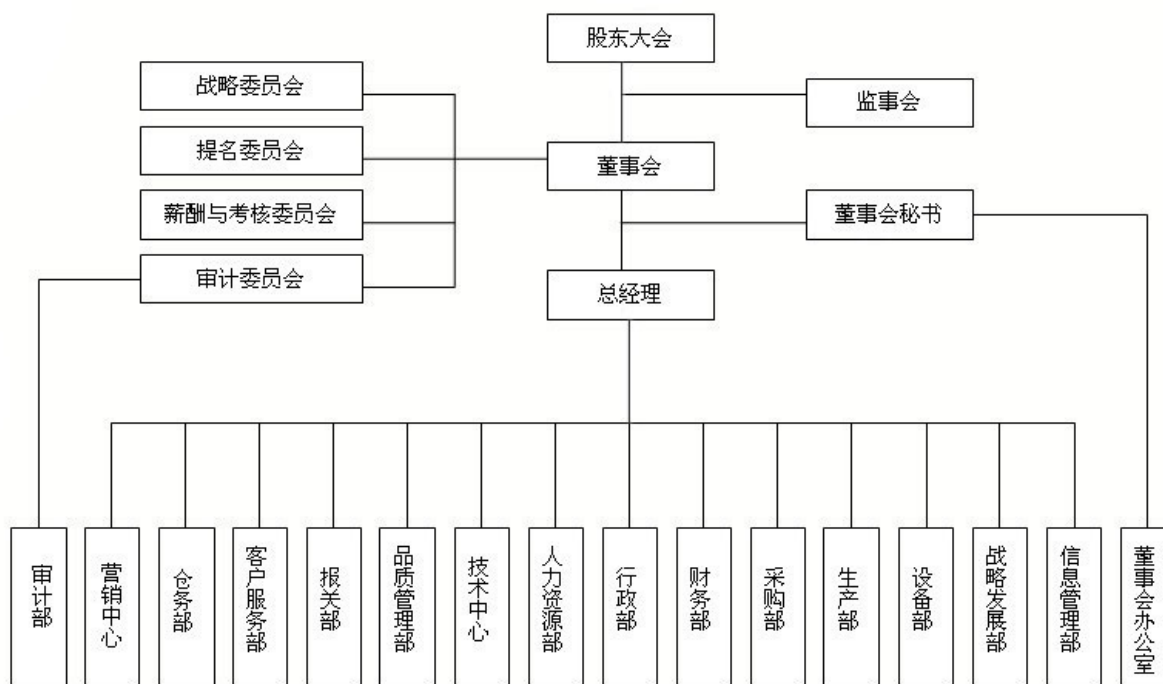 股东大会
战略委员会
监事会
提名委员会
董事会
薪酬与考核委员会
董事会秘书
审计委员会
总经理
审计部
营销中心
仓务部
客户服务部
报关部
品质管理部
技术中心
人力资源部
行政部
财务部
采购部
生产部
设备部
战略发展部
信息管理部
董事会办公室